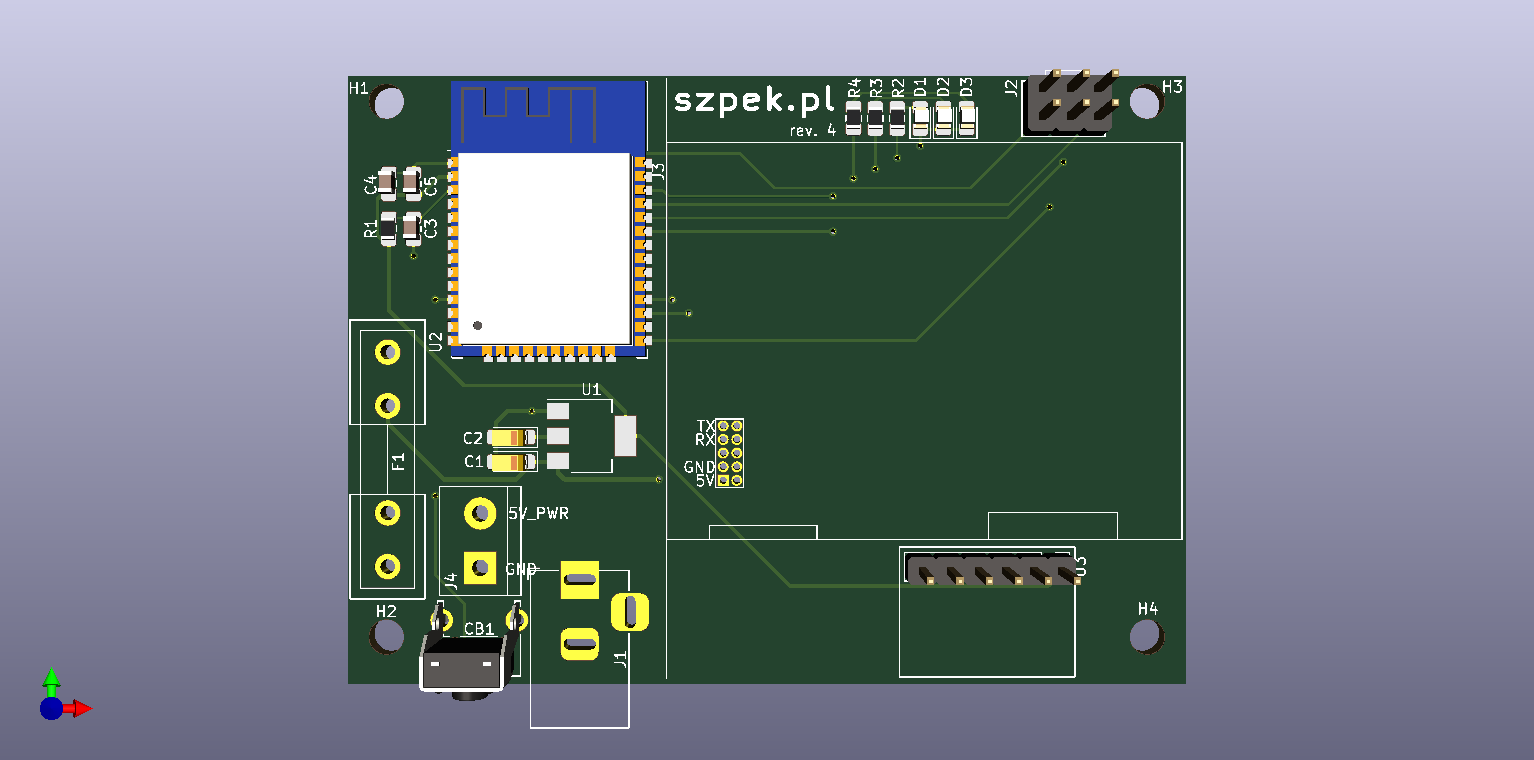 H1
szpek.pl
rev. 4
R4
R3
R2
D1
D2
D3
J2
H3
C4
C5
J3
R1
C3
U2
U1
C2
C1
TX
RX
GND
5V
F1
5V_PWR
GND
J4
U3
H2
CB1
J1
H4